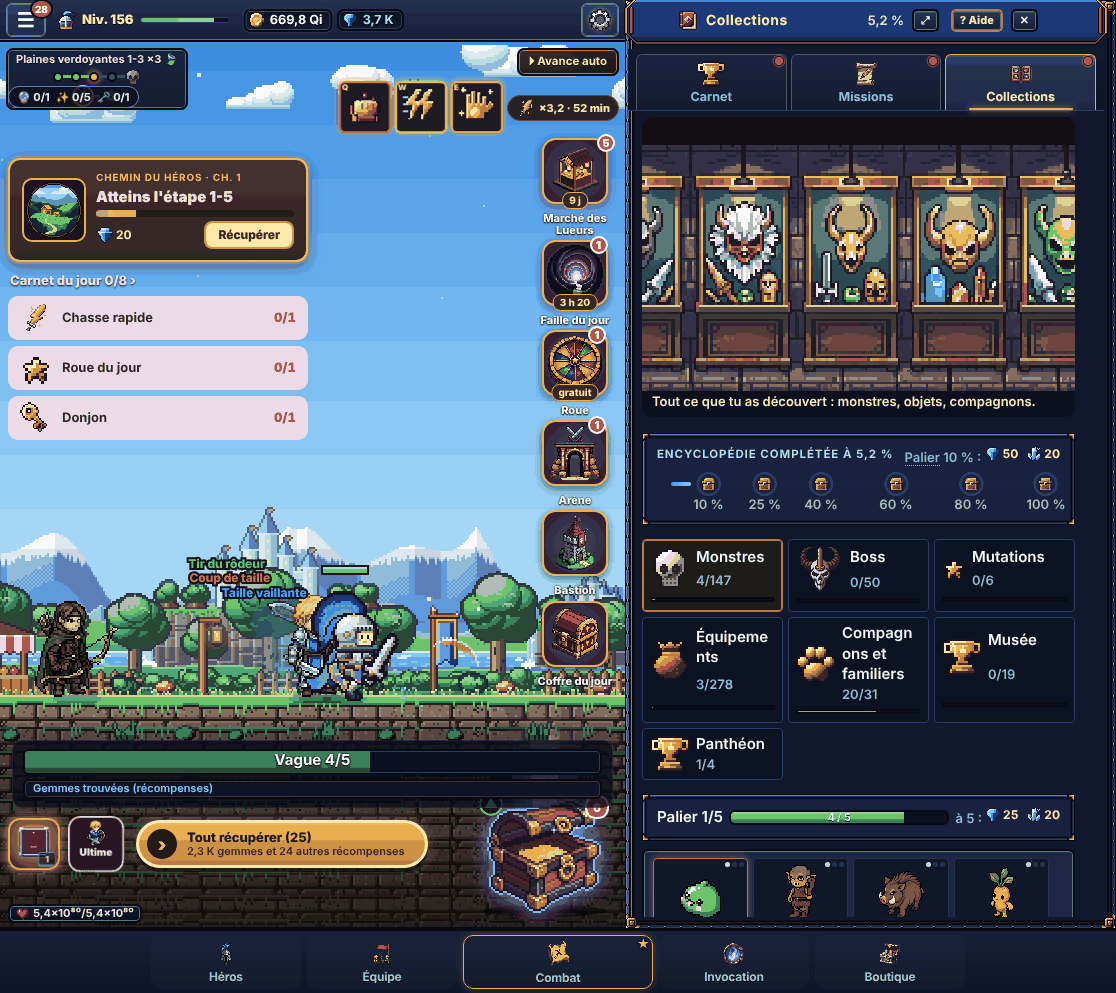 28
Niv. 156
669,8 Qi
3,7 K
Plaines verdoyantes 1-3 ×3
0/1
0/5
0/1
Avance auto
Q
W
E
×3,2 · 52 min
CHEMIN DU HÉROS · CH. 1
Atteins l'étape 1-5
20
Récupérer
Carnet du jour 0/8 ›
Chasse rapide
0/1
Roue du jour
0/1
Donjon
0/1
5
9 j
Marché des
Lueurs
1
3 h 20
Faille du jour
1
gratuit
Roue
1
Arène
Bastion
Coffre du jour
Tir du rôdeur
Coup de taille
Taille vaillante
Vague 4/5
Gemmes trouvées (récompenses)
1
Ultime
Tout récupérer (25)
2,3 K gemmes et 24 autres récompenses
5,4×10⁸⁰/5,4×10⁸⁰
Collections
5,2 %
? Aide
Carnet
Missions
Collections
Tout ce que tu as découvert : monstres, objets, compagnons.
ENCYCLOPÉDIE COMPLÉTÉE À 5,2 %
Palier 10 % :
50
20
10 %
25 %
40 %
60 %
80 %
100 %
Monstres
4/147
Boss
0/50
Mutations
0/6
Équipeme
nts
3/278
Compagn
ons et
familiers
20/31
Musée
0/19
Panthéon
1/4
Palier 1/5
4 / 5
à 5 :
25
20
Héros
Équipe
Combat
Invocation
Boutique